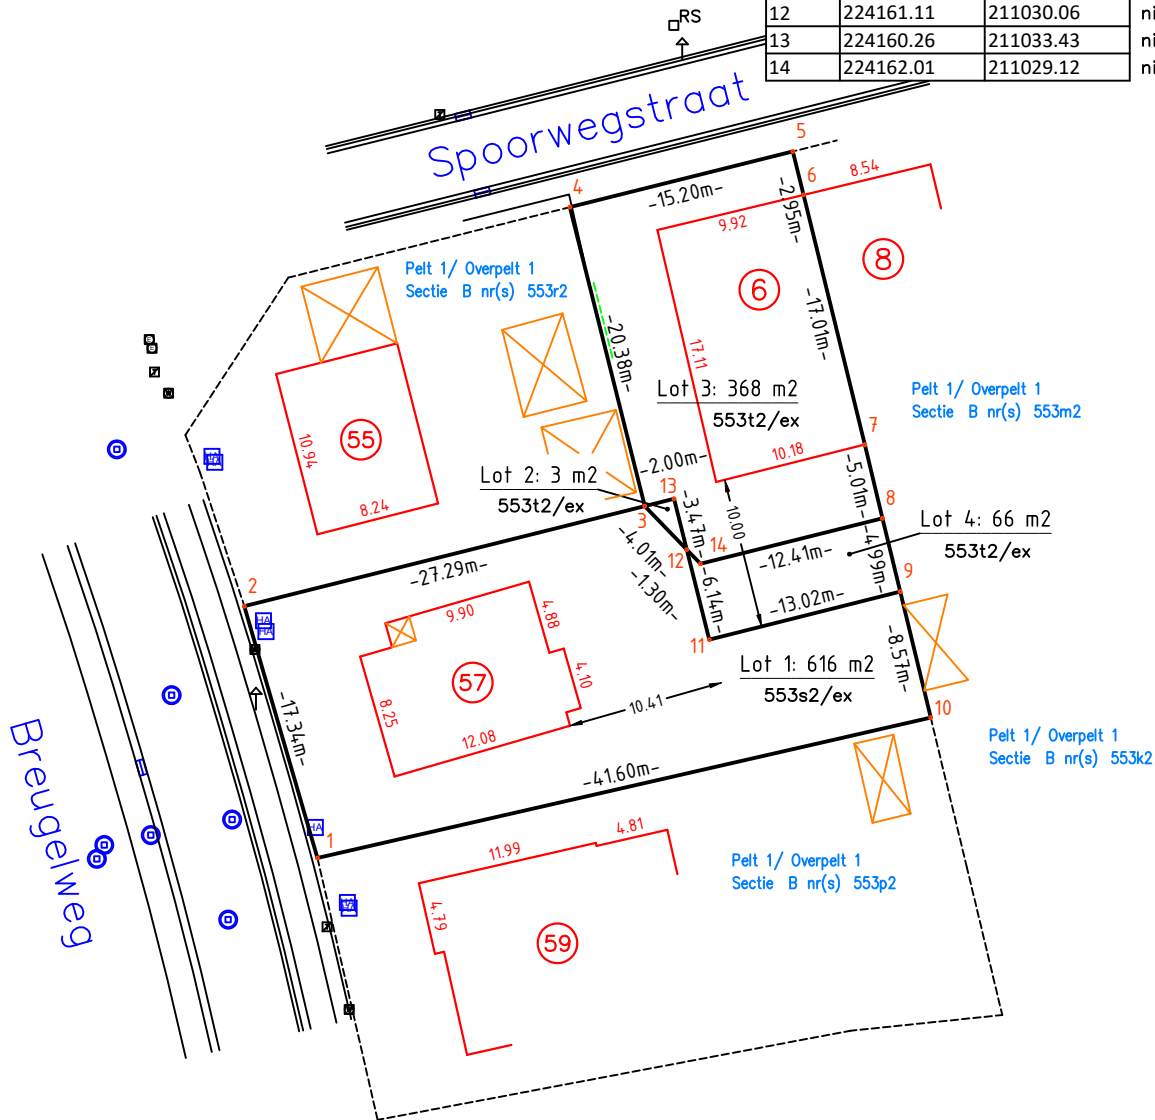 RS
12 224161.11 211030.06 ni
13 224160.26 211033.43 ni
14 224162.01 211029.12 ni
Spoorwegstraat
5
4
6
8.54
-15.20m-
-2.95m-
9.92
8
6
Pelt 1/ Overpelt 1
Sectie B nr(s) 553r2
-17.01m-
-20.38m-
17.11
Lot 3: 368 m2
553t2/ex
Pelt 1/ Overpelt 1
Sectie B nr(s) 553m2
55
10.94
8.24
7
10.18
-2.00m-
Lot 2: 3 m2
553t2/ex
13
3
-3.47m-
10.00
-5.01m-
8
Lot 4: 66 m2
553t2/ex
-4.01m-
12
14
-12.41m-
-4.99m-
-1.30m-
-6.14m-
-13.02m-
9
2
-27.29m-
HA
HA
9.90
4.88
11
-8.57m-
57
4.10
Lot 1: 616 m2
553s2/ex
8.25
10.41
12.08
10
-17.34m-
Breugelweg
Pelt 1/ Overpelt 1
Sectie B nr(s) 553k2
-41.60m-
HA
1
4.81
11.99
Pelt 1/ Overpelt 1
Sectie B nr(s) 553p2
4.79
59